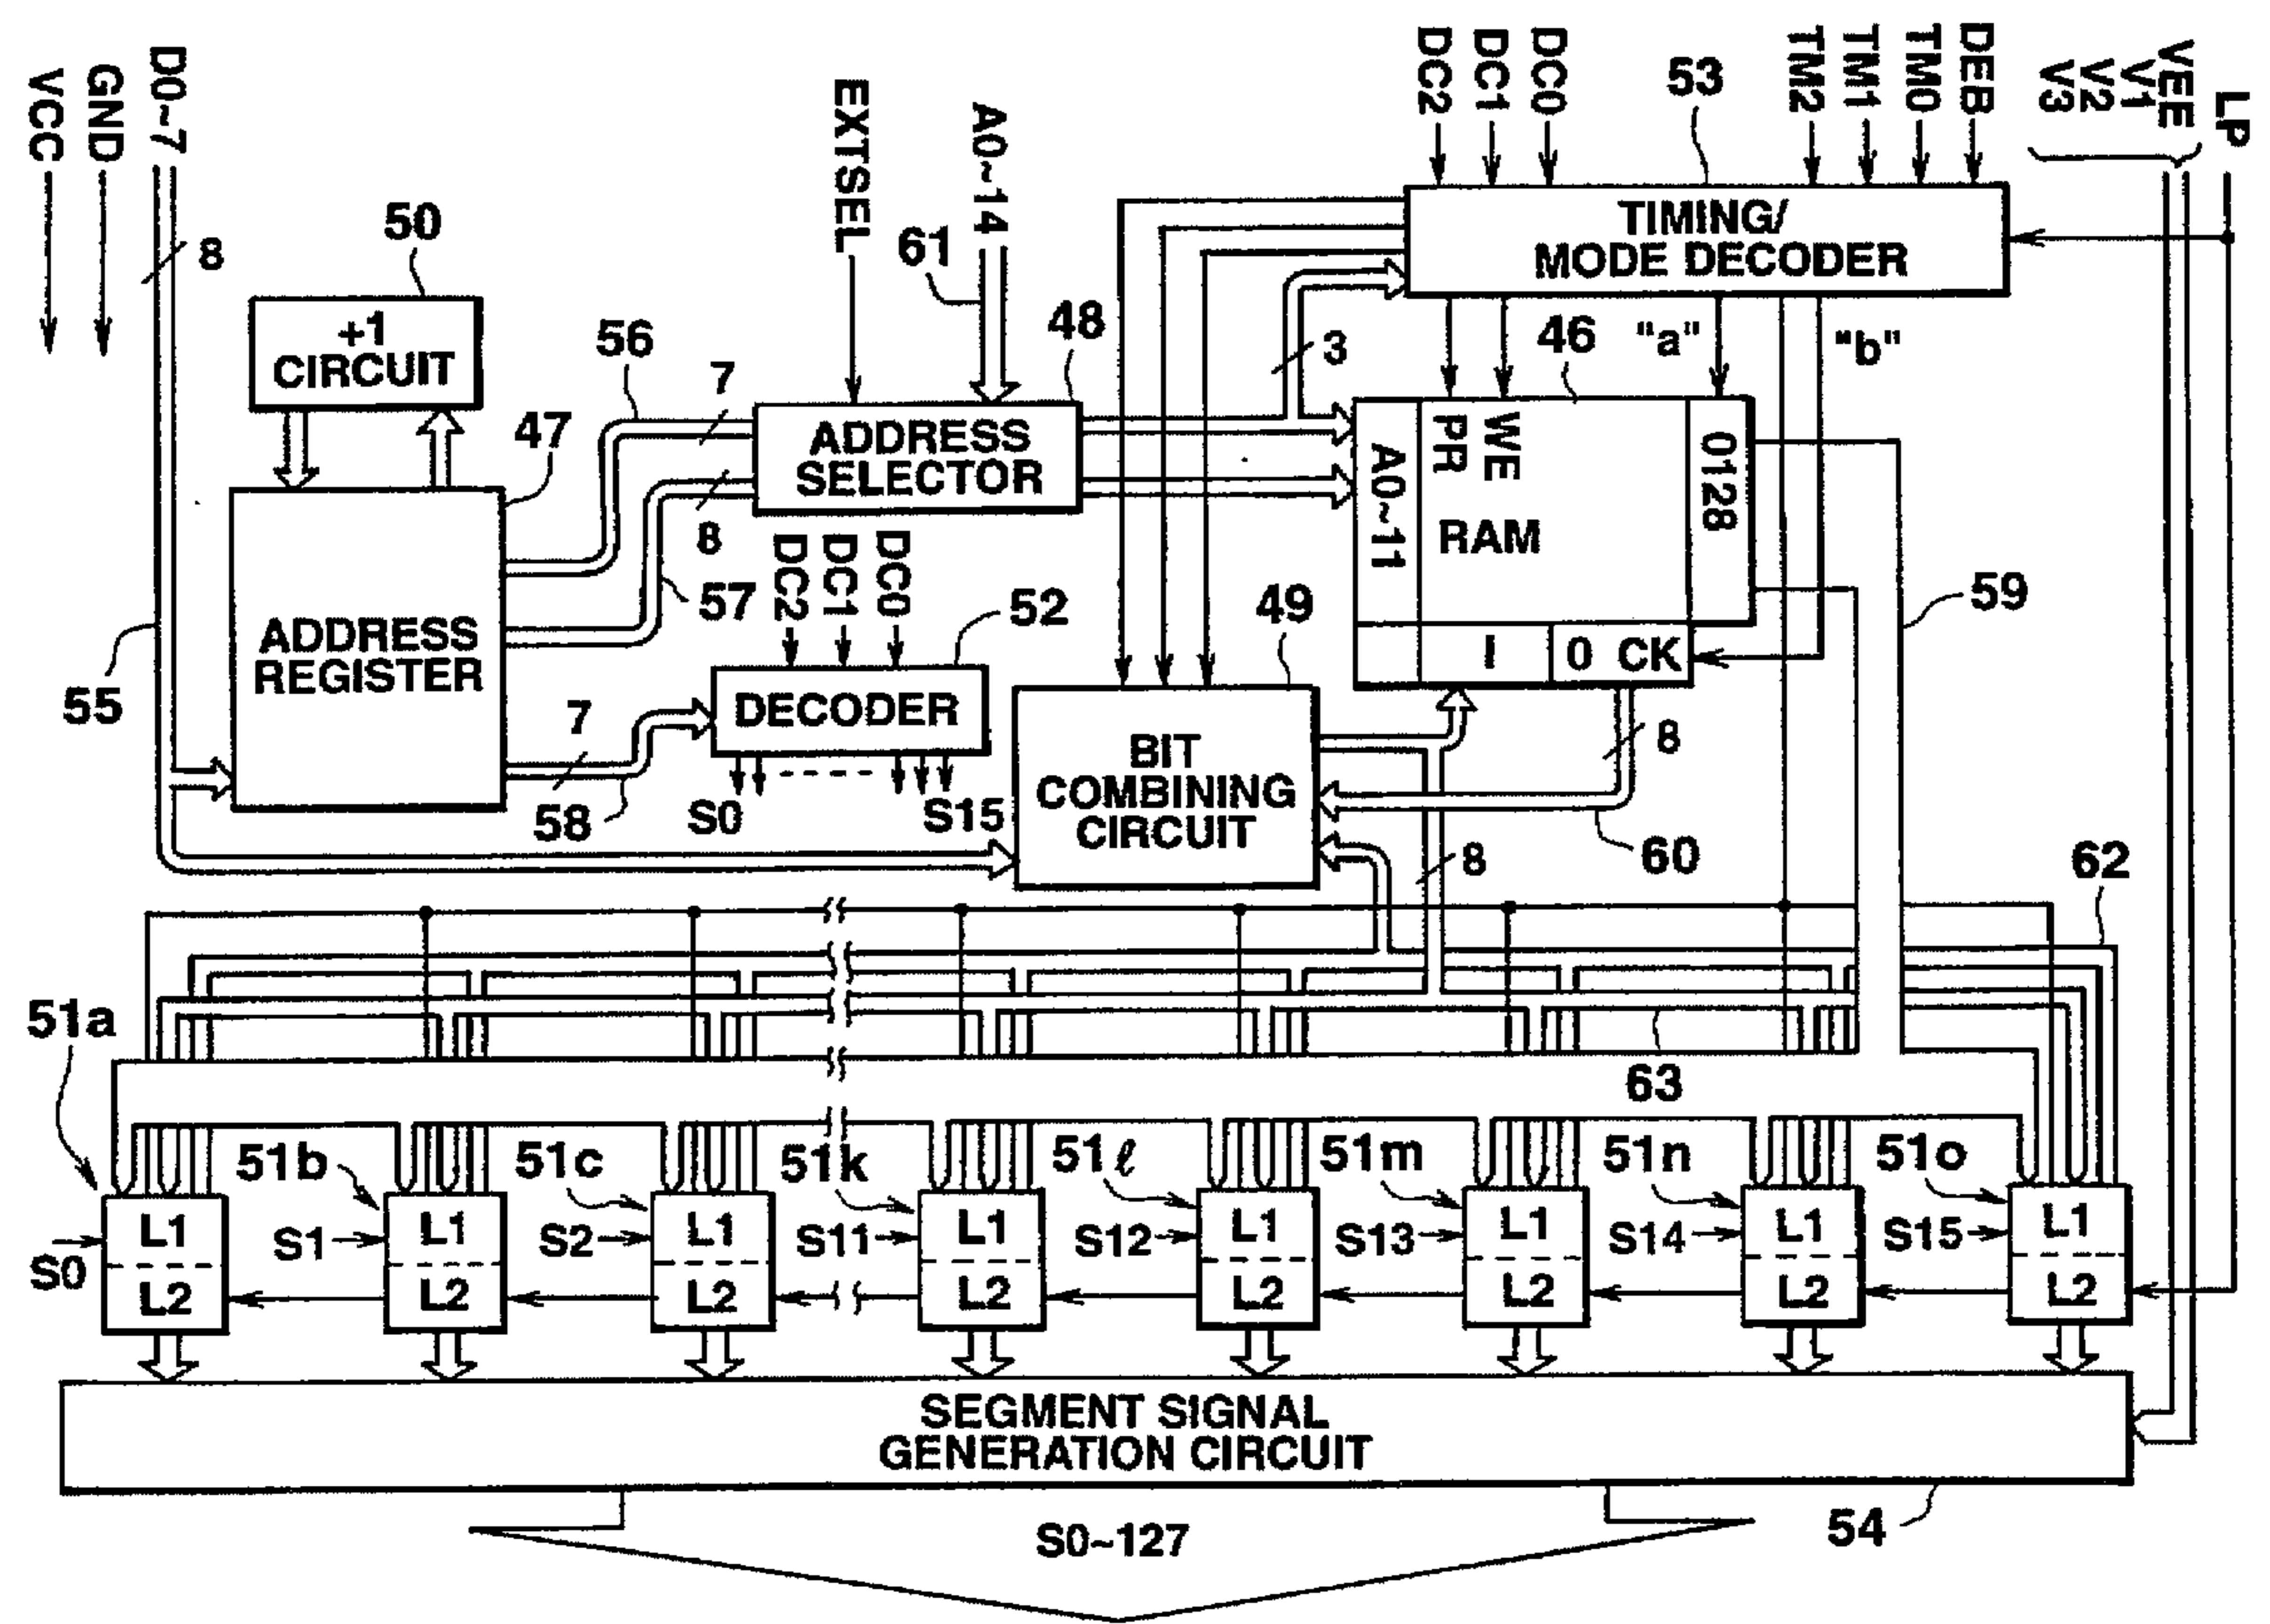 VCC
GND
D0~7
EXTSEL
A0~14
DC2
DC1
DC0
53
TM2
TM1
TM0
DEB
V3
V2
V1
VEE
LP
8
50
+1
CIRCUIT
56
7
61
48
TIMING/
MODE DECODER
3
46
"a"
"b"
47
ADDRESS
SELECTOR
A0~11
PR
WE
RAM
0128
8
57
DC2
DC1
DC0
52
49
59
I
O CK
ADDRESS
REGISTER
55
7
58
DECODER
S0
S15
BIT
COMBINING
CIRCUIT
8
60
8
62
51a
63
51b
51c
51k
51ℓ
51m
51n
51o
S0
L1
L2
S1
L1
L2
S2
L1
L2
S11
L1
L2
S12
L1
L2
S13
L1
L2
S14
L1
L2
S15
L1
L2
SEGMENT SIGNAL
GENERATION CIRCUIT
54
S0~127